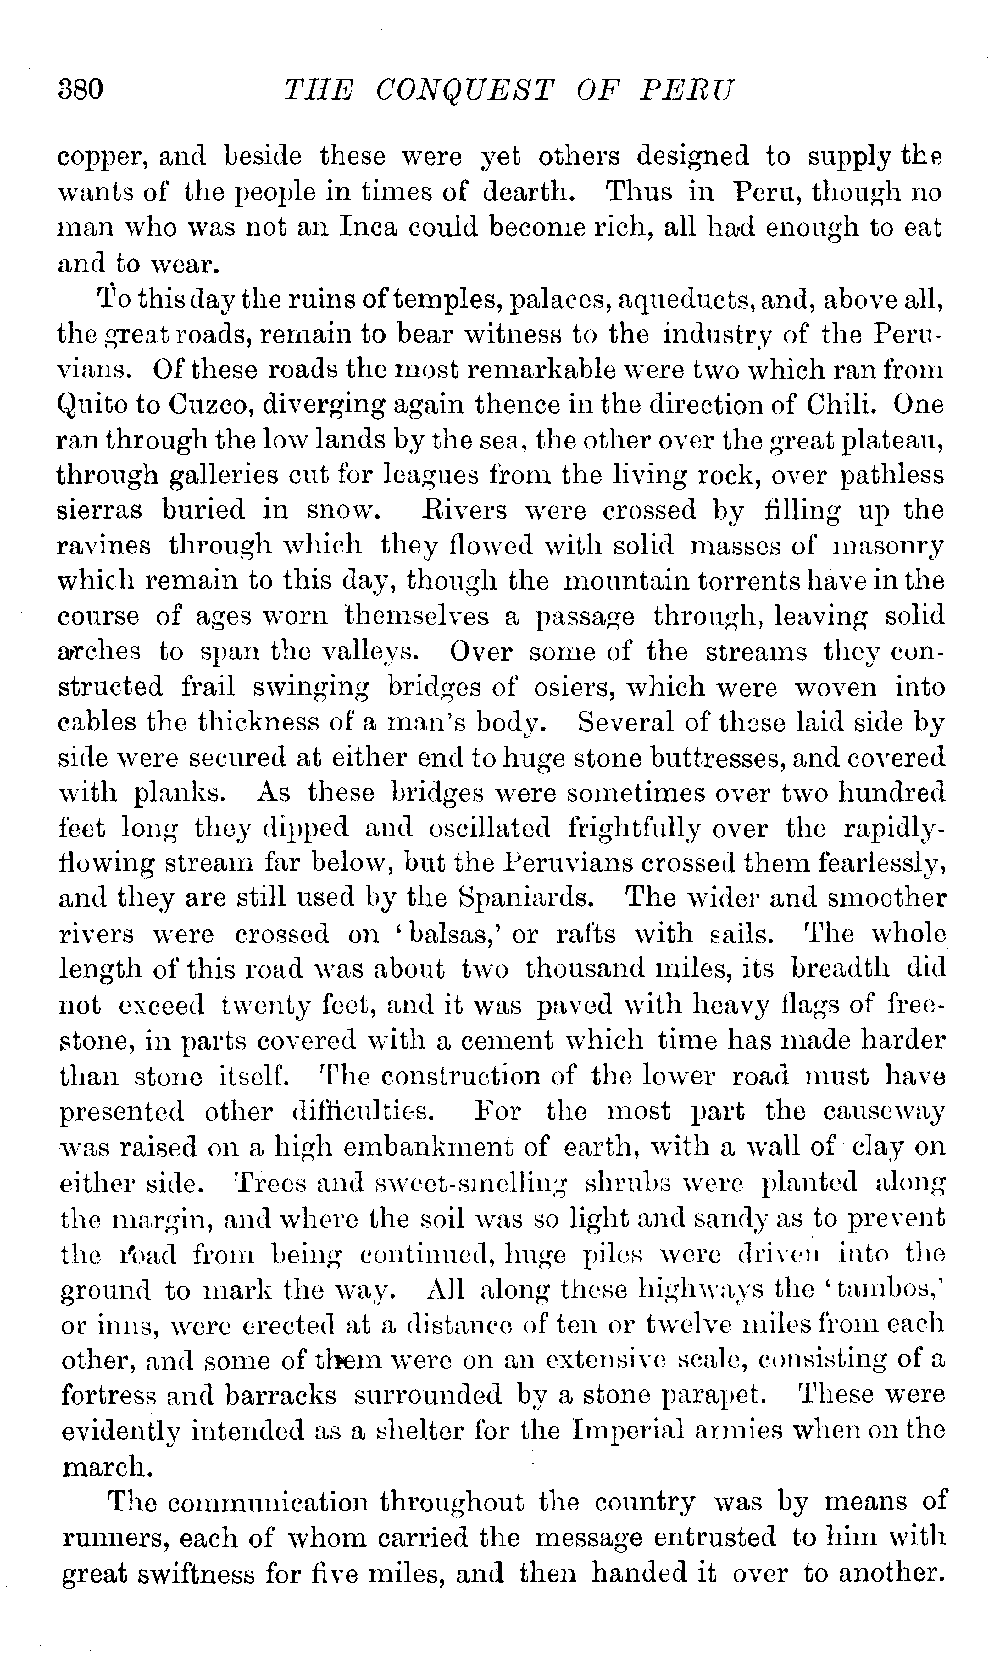 380 THE CONQUEST OF PERU
copper, and beside these were yet others designed to supply the
wants of the people in times of dearth. Thus in Peru, though no
man who was not an Inca could become rich, all had enough to eat
and to wear.
To this day the ruins of temples, palaces, aqueducts, and, above all,
the great roads, remain to bear witness to the industry of the Peru-
vians. Of these roads the most remarkable were two which ran from
Quito to Cuzco, diverging again thence in the direction of Chili. One
ran through the low lands by the sea, the other over the great plateau,
through galleries cut for leagues from the living rock, over pathless
sierras buried in snow. Rivers were crossed by filling up the
ravines through which they flowed with solid masses of masonry
which remain to this day, though the mountain torrents have in the
course of ages worn themselves a passage through, leaving solid
arches to span the valleys. Over some of the streams they con-
structed frail swinging bridges of osiers, which were woven into
cables the thickness of a man's body. Several of these laid side by
side were secured at either end to huge stone buttresses, and covered
with planks. As these bridges were sometimes over two hundred
feet long they dipped and oscillated frightfully over the rapidly-
flowing stream far below, but the Peruvians crossed them fearlessly,
and they are still used by the Spaniards. The wider and smoother
rivers were crossed on 'balsas,' or rafts with sails. The whole
length of this road was about two thousand miles, its breadth did
not exceed twenty feet, and it was paved with heavy flags of free-
stone, in parts covered with a cement which time has made harder
than stone itself. The construction of the lower road must have
presented other difficulties. For the most part the causeway
was raised on a high embankment of earth, with a wall of clay on
either side. Trees and sweet-smelling shrubs were planted along
the margin, and where the soil was so light and sandy as to prevent
the road from being continued, huge piles were driven into the
ground to mark the way. All along these highways the 'tambos,'
or inns, were erected at a distance of ten or twelve miles from each
other, and some of them were on an extensive scale, consisting of a
fortress and barracks surrounded by a stone parapet. These were
evidently intended as a shelter for the Imperial armies when on the
march.
The communication throughout the country was by means of
runners, each of whom carried the message entrusted to him with
great swiftness for five miles, and then handed it over to another.